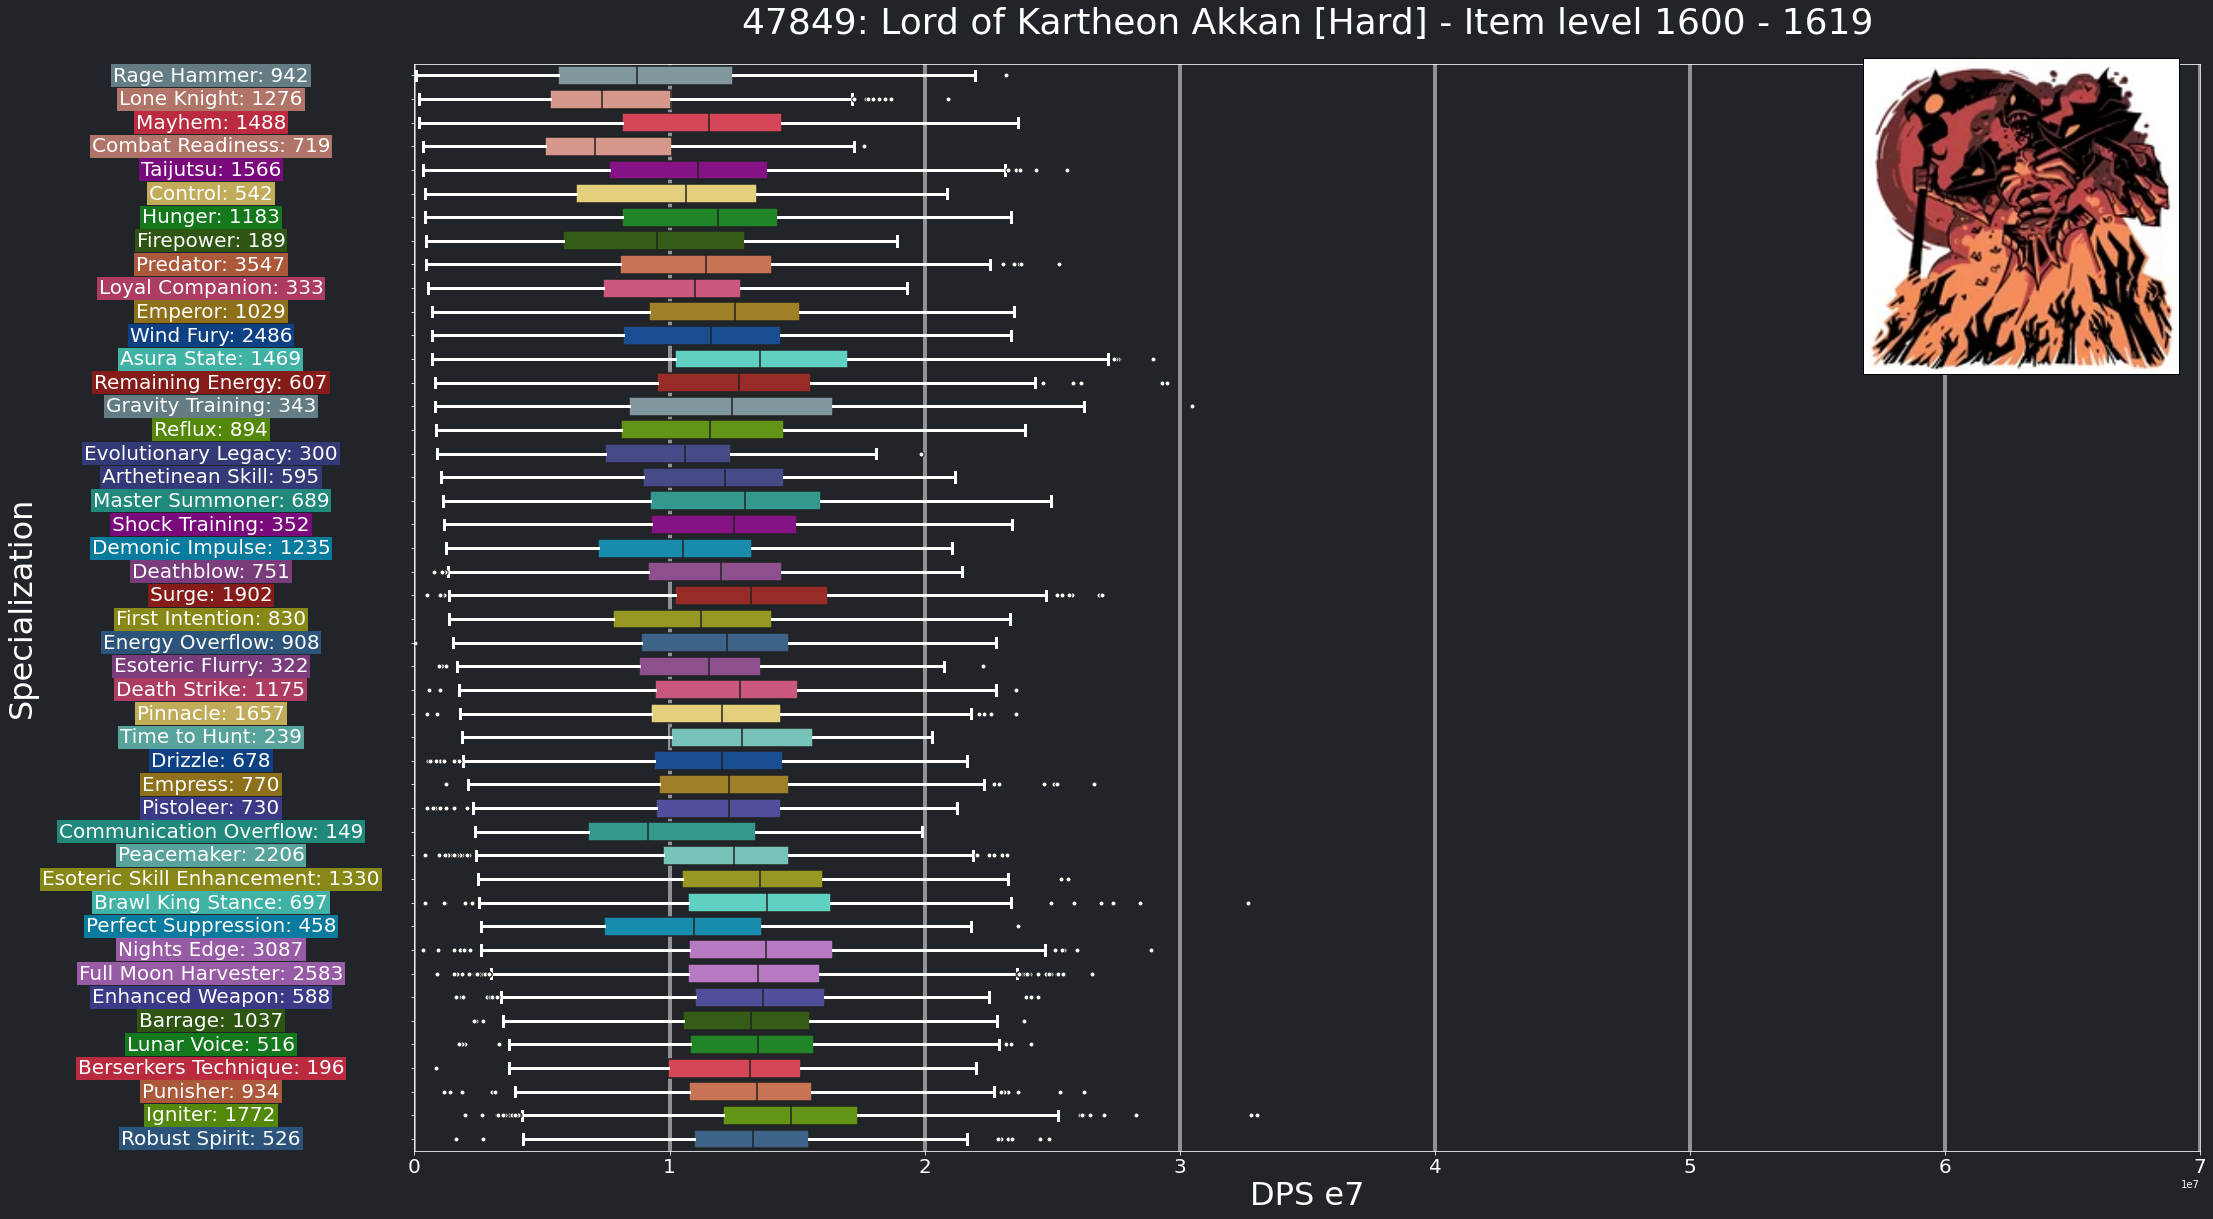 47849: Lord of Kartheon Akkan [Hard] - Item level 1600 - 1619
Rage Hammer: 942
Lone Knight: 1276
Mayhem: 1488
Combat Readiness: 719
Taijutsu: 1566
Control: 542
Hunger: 1183
Firepower: 189
Predator: 3547
Loyal Companion: 333
Emperor: 1029
Wind Fury: 2486
Asura State: 1469
Remaining Energy: 607
Gravity Training: 343
Reflux: 894
Evolutionary Legacy: 300
Arthetinean Skill: 595
Master Summoner: 689
Shock Training: 352
Demonic Impulse: 1235
Deathblow: 751
Surge: 1902
First Intention: 830
Energy Overflow: 908
Esoteric Flurry: 322
Death Strike: 1175
Pinnacle: 1657
Time to Hunt: 239
Drizzle: 678
Empress: 770
Pistoleer: 730
Communication Overflow: 149
Peacemaker: 2206
Esoteric Skill Enhancement: 1330
Brawl King Stance: 697
Perfect Suppression: 458
Nights Edge: 3087
Full Moon Harvester: 2583
Enhanced Weapon: 588
Barrage: 1037
Lunar Voice: 516
Berserkers Technique: 196
Punisher: 934
Igniter: 1772
Robust Spirit: 526
Specialization
0 1 2 3 4 5 6 7
1e7
DPS e7